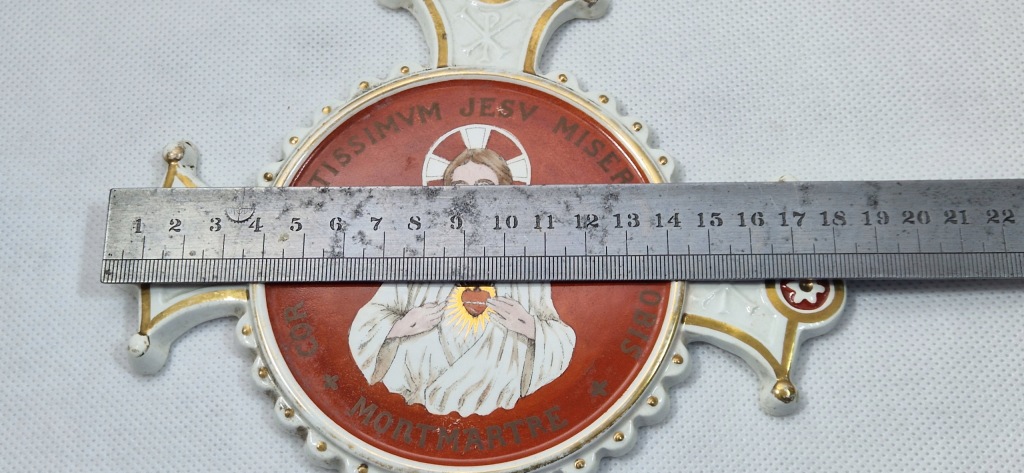 TISSIMVM JESV MISER
1 2 3 4 5 6 7 8 9 10 11 12 13 14 15 16 17 18 19 20 21 22
COR
OBIS
MONTMARTRE